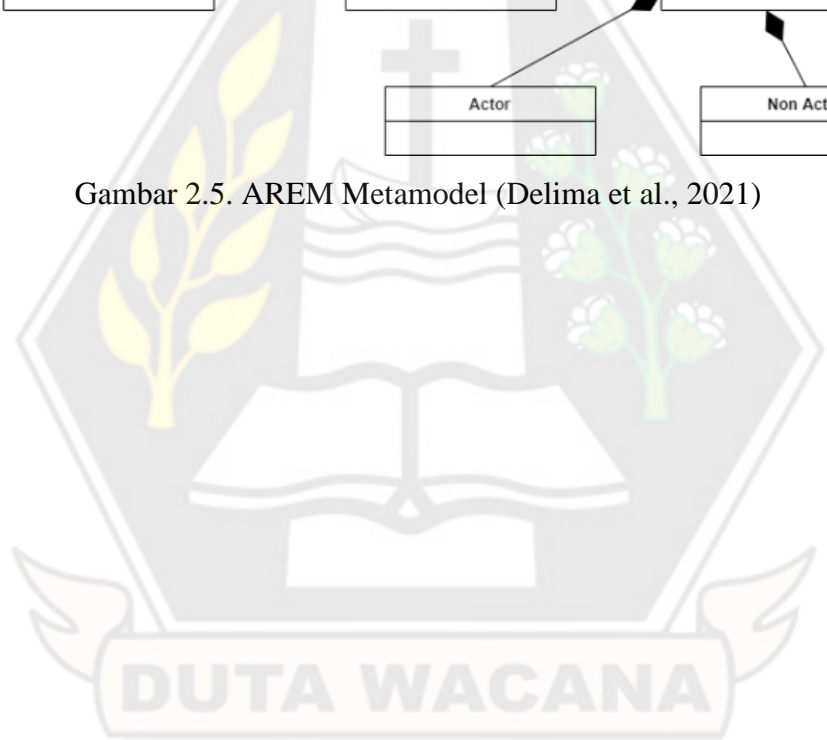 Actor
Non Act
Gambar 2.5. AREM Metamodel (Delima et al., 2021)
DUTA WACANA